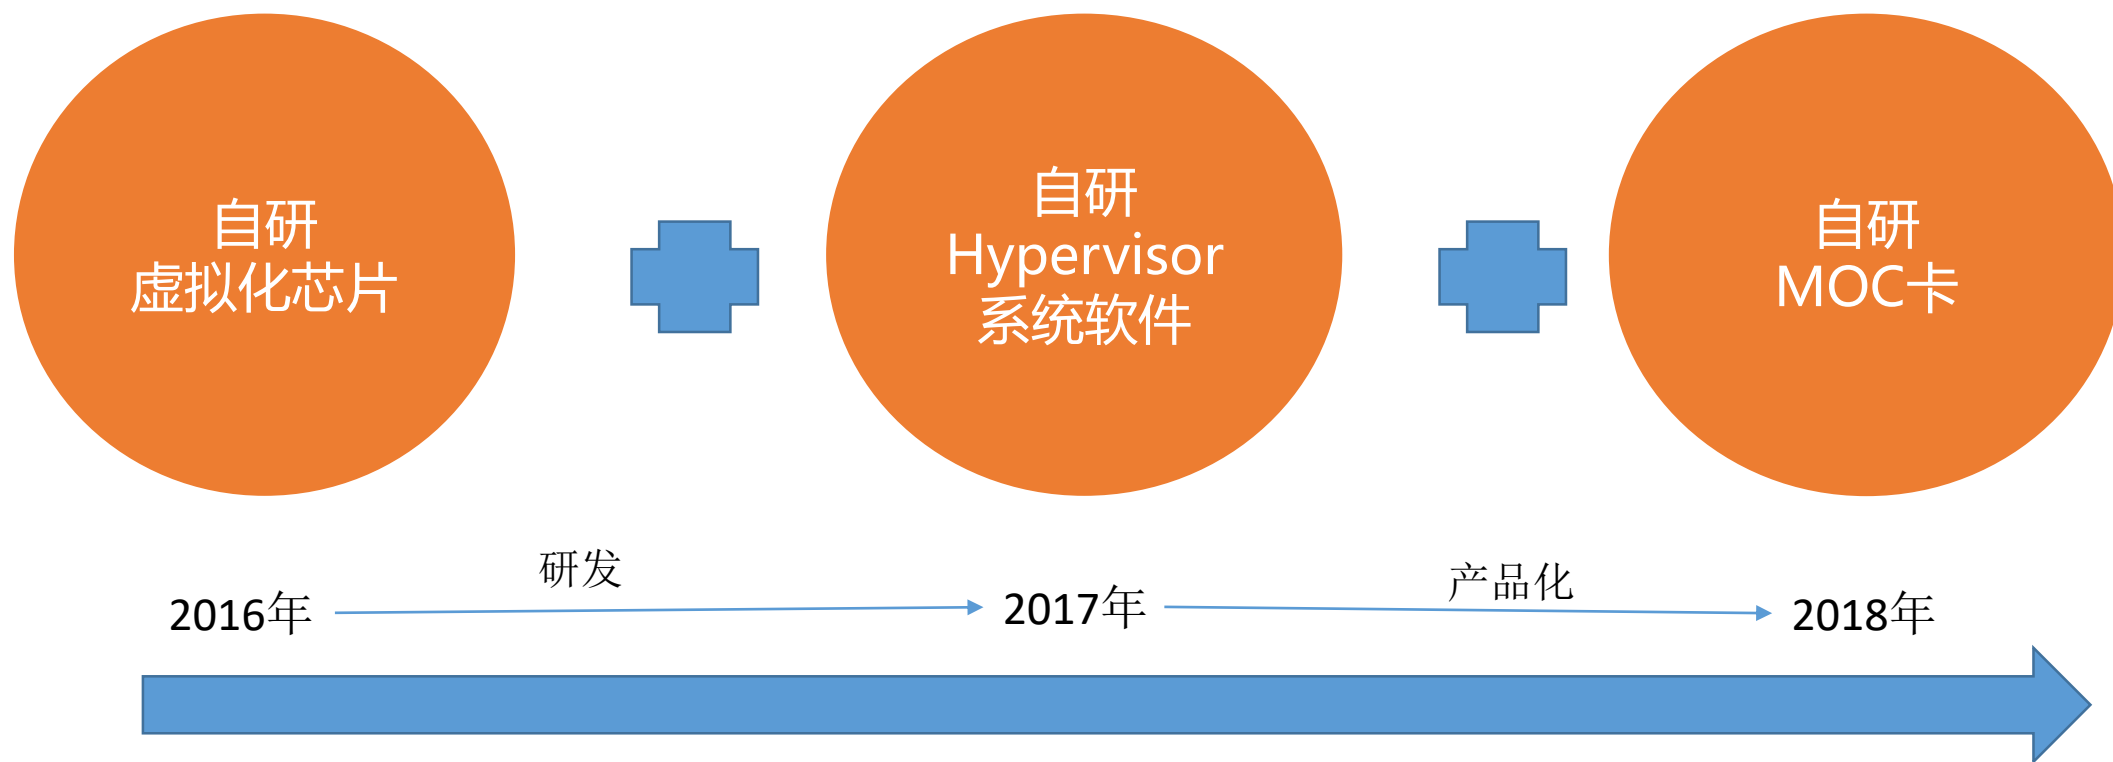 自研
虚拟化芯片
自研
Hypervisor
系统软件
自研
MOC卡
研发
产品化
2016年
2017年
2018年